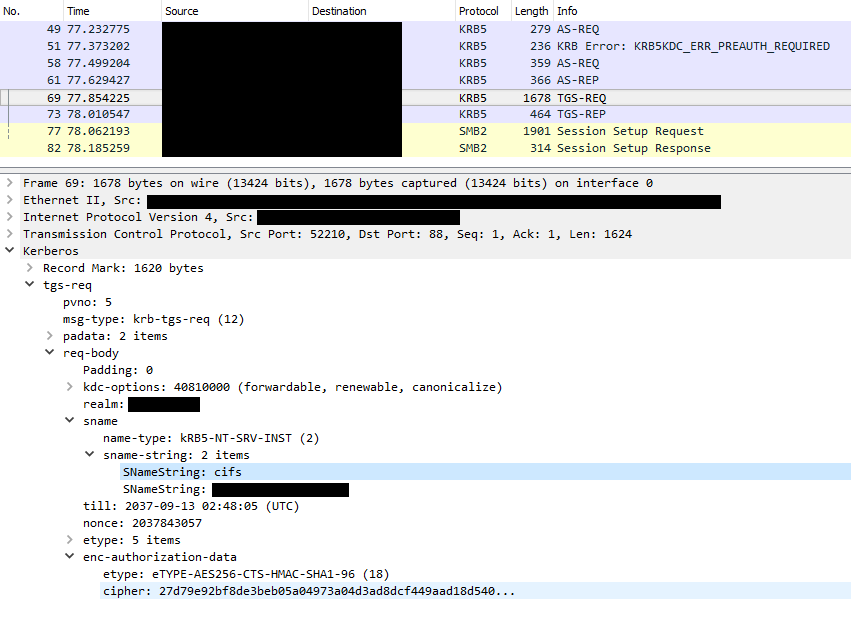 No. Time Source Destination Protocol Length Info
49 77.232775 KRB5 279 AS-REQ
51 77.373202 KRB5 236 KRB Error: KRB5KDC_ERR_PREAUTH_REQUIRED
58 77.499204 KRB5 359 AS-REQ
61 77.629427 KRB5 366 AS-REP
69 77.854225 KRB5 1678 TGS-REQ
73 78.010547 KRB5 464 TGS-REP
77 78.062193 SMB2 1901 Session Setup Request
82 78.185259 SMB2 314 Session Setup Response
Frame 69: 1678 bytes on wire (13424 bits), 1678 bytes captured (13424 bits) on interface 0
Ethernet II, Src:
Internet Protocol Version 4, Src:
Transmission Control Protocol, Src Port: 52210, Dst Port: 88, Seq: 1, Ack: 1, Len: 1624
Kerberos
Record Mark: 1620 bytes
tgs-req
pvno: 5
msg-type: krb-tgs-req (12)
padata: 2 items
req-body
Padding: 0
kdc-options: 40810000 (forwardable, renewable, canonicalize)
realm:
sname
name-type: kRB5-NT-SRV-INST (2)
sname-string: 2 items
SNameString: cifs
SNameString:
till: 2037-09-13 02:48:05 (UTC)
nonce: 2037843057
etype: 5 items
enc-authorization-data
etype: eTYPE-AES256-CTS-HMAC-SHA1-96 (18)
cipher: 27d79e92bf8de3beb05a04973a04d3ad8dcf449aad18d540...